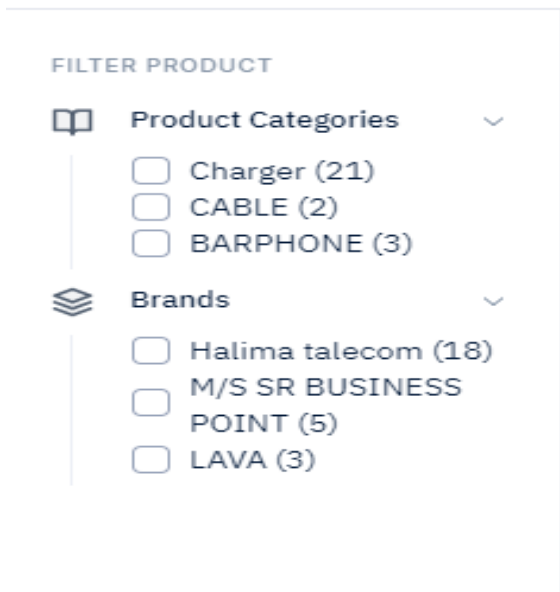 FILTER PRODUCT
Product Categories
Charger (21)
CABLE (2)
BARPHONE (3)
Brands
Halima talecom (18)
M/S SR BUSINESS
POINT (5)
LAVA (3)